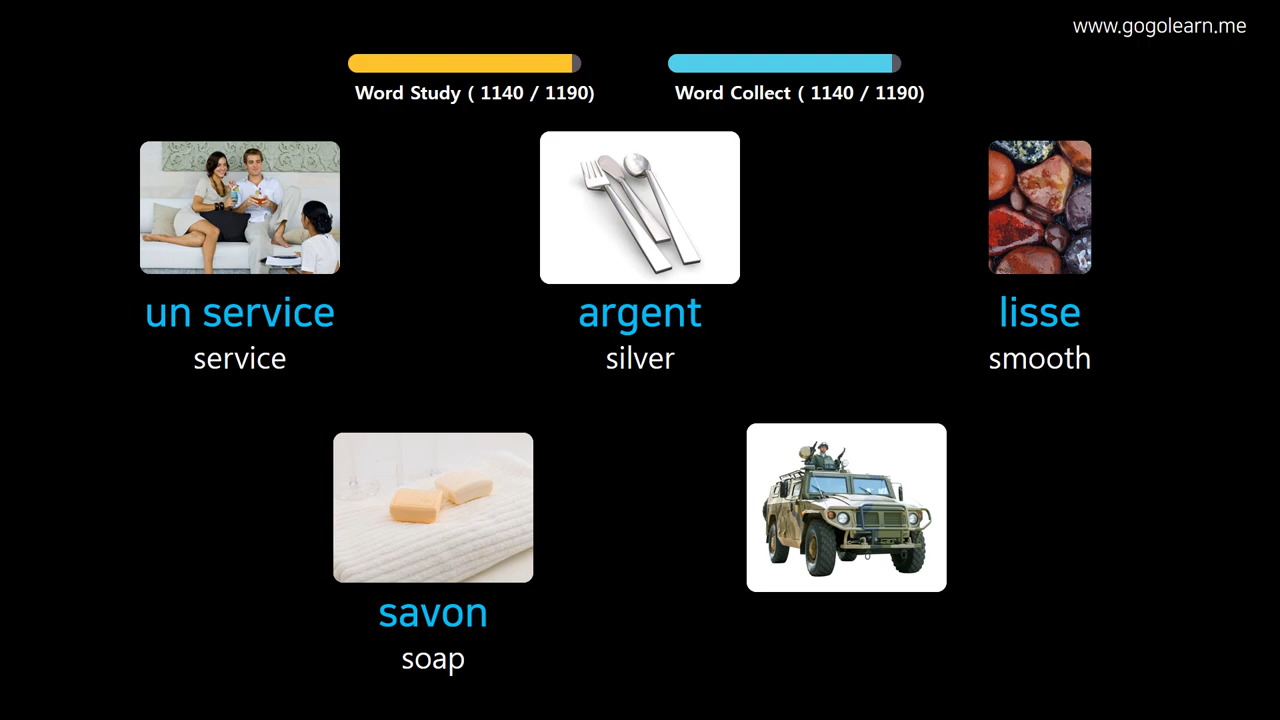 www.gogolearn.me
Word Study ( 1140 / 1190)
Word Collect ( 1140 / 1190)
un service
service
argent
silver
lisse
smooth
savon
soap